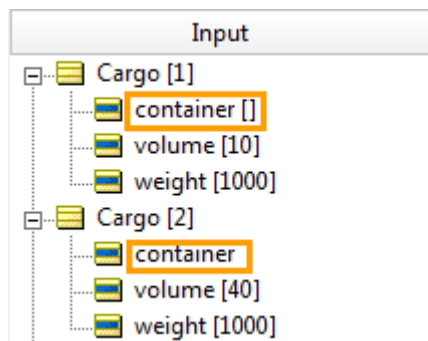 Input
Cargo [1]
container []
volume [10]
weight [1000]
Cargo [2]
container
volume [40]
weight [1000]